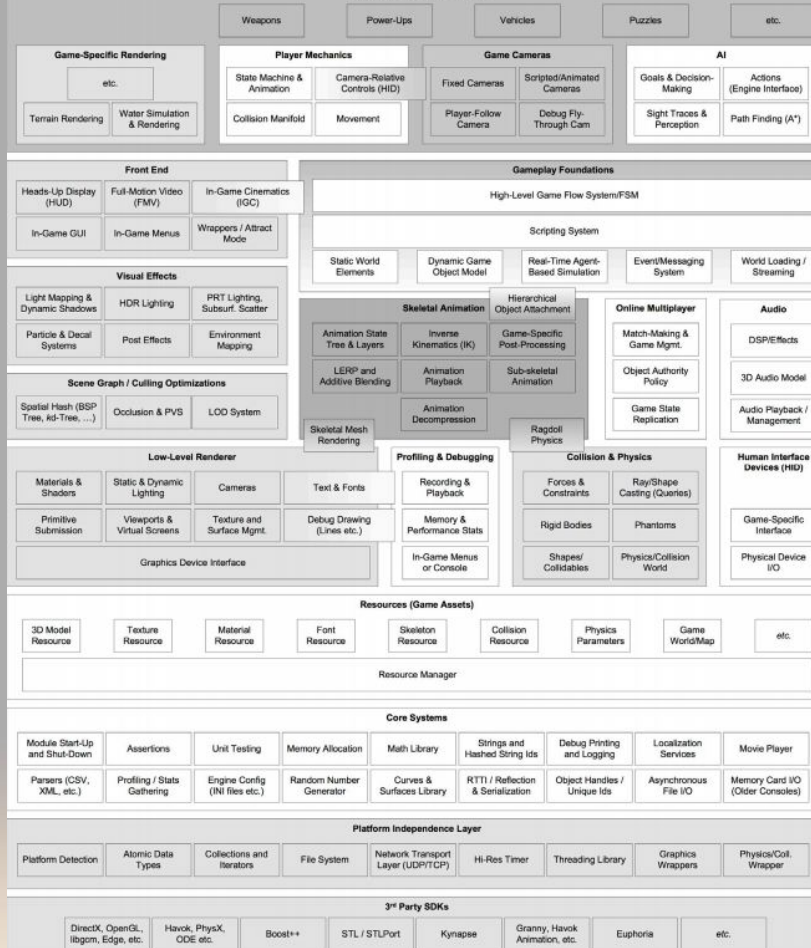 Weapons
Power-Ups
Vehicles
Puzzles
etc.
Game-Specific Rendering
etc.
Terrain Rendering
Water Simulation
& Rendering
Player Mechanics
State Machine &
Animation
Camera-Relative
Controls (HID)
Collision Manifold
Movement
Game Cameras
Fixed Cameras
Scripted/Animated
Cameras
Player-Follow
Camera
Debug Fly-
Through Cam
AI
Goals & Decision-
Making
Actions
(Engine Interface)
Sight Traces &
Perception
Path Finding (A*)
Front End
Heads-Up Display
(HUD)
Full-Motion Video
(FMV)
In-Game Cinematics
(IGC)
In-Game GUI
In-Game Menus
Wrappers / Attract
Mode
Gameplay Foundations
High-Level Game Flow System/FSM
Scripting System
Static World
Elements
Dynamic Game
Object Model
Real-Time Agent-
Based Simulation
Event/Messaging
System
World Loading /
Streaming
Visual Effects
Light Mapping &
Dynamic Shadows
HDR Lighting
PRT Lighting,
Subsurf. Scatter
Particle & Decal
Systems
Post Effects
Environment
Mapping
Skeletal Animation
Hierarchical
Object Attachment
Animation State
Tree & Layers
Inverse
Kinematics (IK)
Game-Specific
Post-Processing
LERP and
Additive Blending
Animation
Playback
Sub-skeletal
Animation
Animation
Decompression
Skeletal Mesh
Rendering
Ragdoll
Physics
Online Multiplayer
Match-Making &
Game Mgmt.
Object Authority
Policy
Game State
Replication
Audio
DSP/Effects
3D Audio Model
Audio Playback /
Management
Scene Graph / Culling Optimizations
Spatial Hash (BSP
Tree, kd-Tree, …)
Occlusion & PVS
LOD System
Low-Level Renderer
Materials &
Shaders
Static & Dynamic
Lighting
Cameras
Text & Fonts
Primitive
Submission
Viewports &
Virtual Screens
Texture and
Surface Mgmt.
Debug Drawing
(Lines etc.)
Graphics Device Interface
Profiling & Debugging
Recording &
Playback
Memory &
Performance Stats
In-Game Menus
or Console
Collision & Physics
Forces &
Constraints
Ray/Shape
Casting (Queries)
Rigid Bodies
Phantoms
Shapes/
Collidables
Physics/Collision
World
Human Interface
Devices (HID)
Game-Specific
Interface
Physical Device
I/O
Resources (Game Assets)
3D Model
Resource
Texture
Resource
Material
Resource
Font
Resource
Skeleton
Resource
Collision
Resource
Physics
Parameters
Game
World/Map
etc.
Resource Manager
Core Systems
Module Start-Up
and Shut-Down
Assertions
Unit Testing
Memory Allocation
Math Library
Strings and
Hashed String Ids
Debug Printing
and Logging
Localization
Services
Movie Player
Parsers (CSV,
XML, etc.)
Profiling / Stats
Gathering
Engine Config
(INI files etc.)
Random Number
Generator
Curves &
Surfaces Library
RTTI / Reflection
& Serialization
Object Handles /
Unique Ids
Asynchronous
File I/O
Memory Card I/O
(Older Consoles)
Platform Independence Layer
Platform Detection
Atomic Data
Types
Collections and
Iterators
File System
Network Transport
Layer (UDP/TCP)
Hi-Res Timer
Threading Library
Graphics
Wrappers
Physics/Coll.
Wrapper
3rd Party SDKs
DirectX, OpenGL,
libgcm, Edge, etc.
Havok, PhysX,
ODE etc.
Boost++
STL / STLPort
Kynapse
Granny, Havok
Animation, etc.
Euphoria
etc.